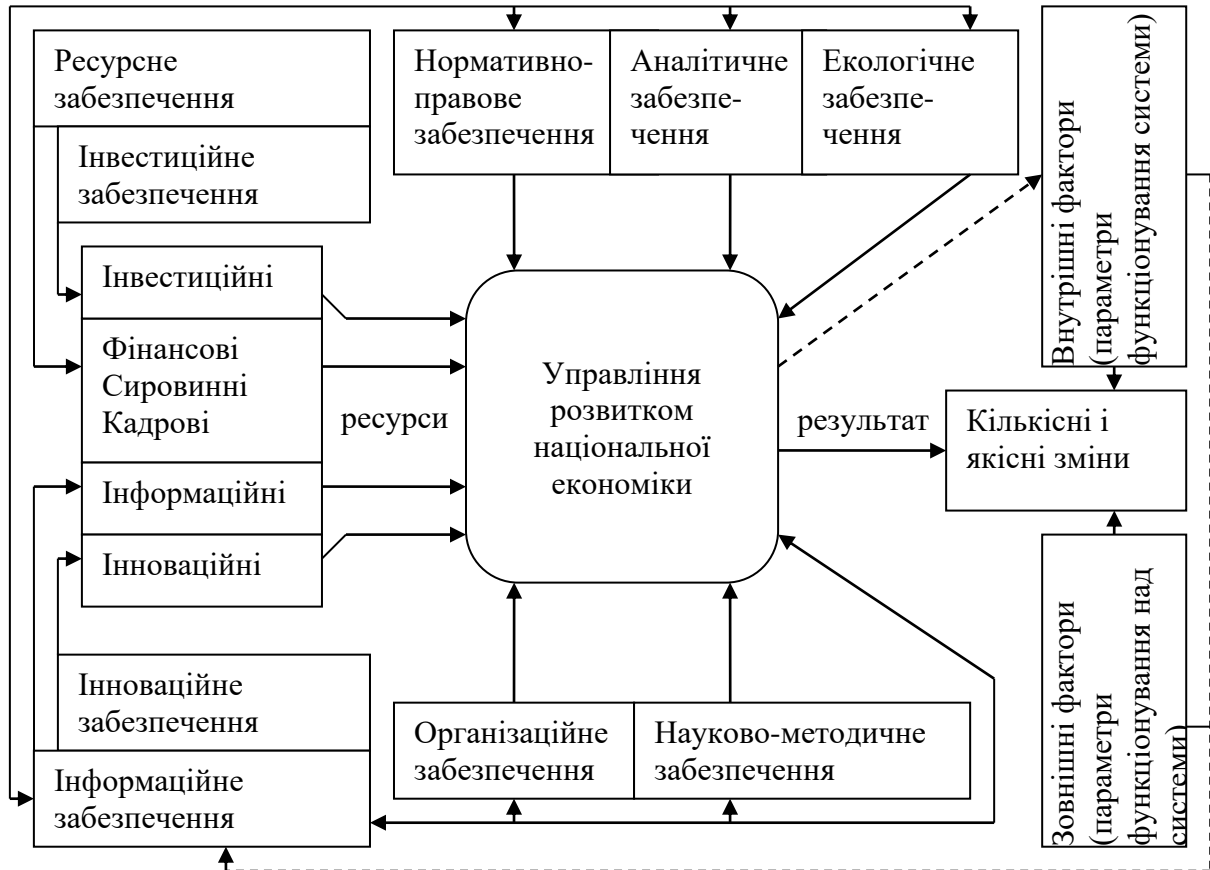 Ресурсне
забезпечення
Інвестиційне
забезпечення
Нормативно-
правове
забезпечення
Аналітичне
забезпе-
чення
Екологічне
забезпе-
чення
Внутрішні фактори
(параметри
функціонування системи)
Інвестиційні
Фінансові
Сировинні
Кадрові
Інформаційні
Інноваційні
ресурси
Управління
розвитком
національної
економіки
результат
Кількісні і
якісні зміни
Зовнішні фактори
(параметри
функціонування над
системи)
Інноваційне
забезпечення
Інформаційне
забезпечення
Організаційне
забезпечення
Науково-методичне
забезпечення